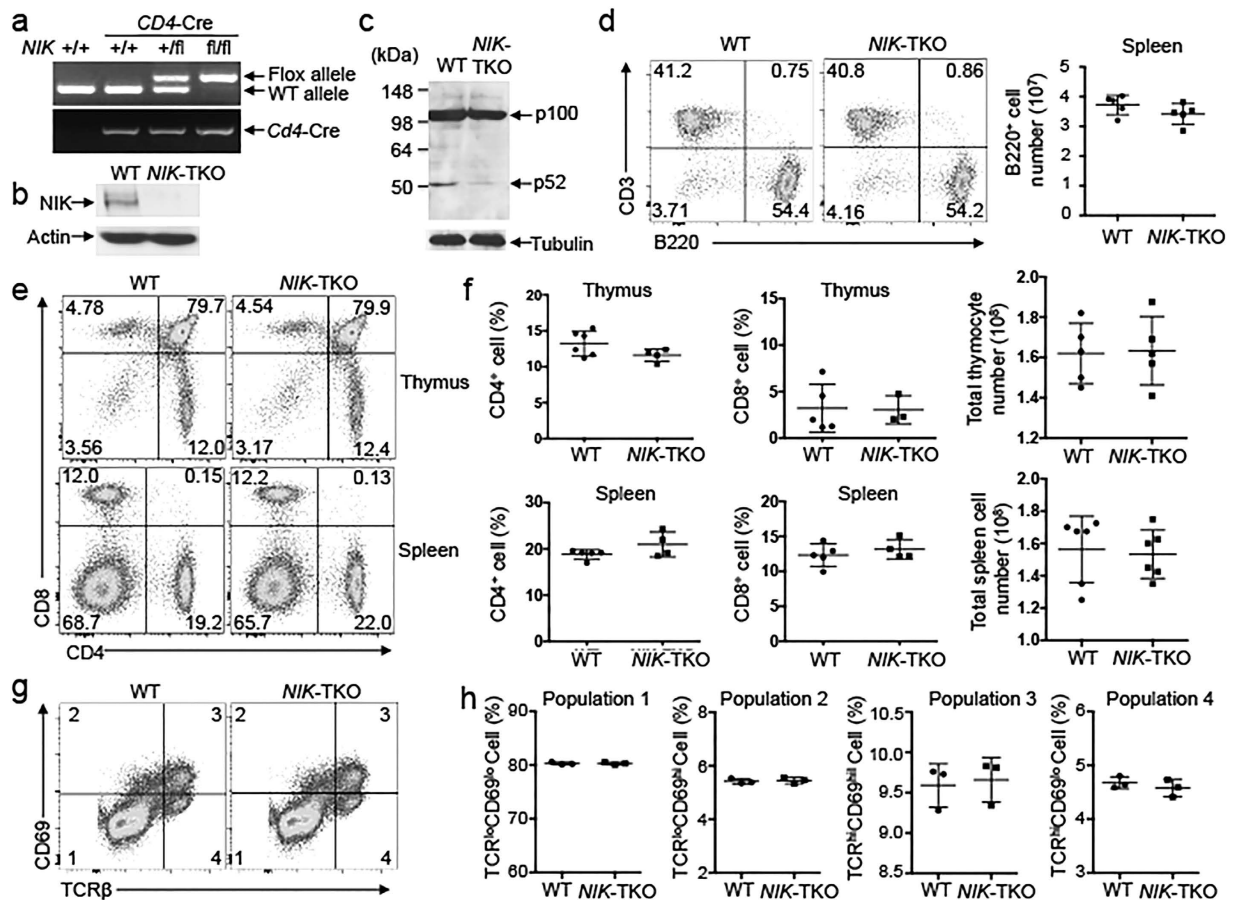 a
CD4-Cre
NIK +/+ +/+ +/fl fl/fl
Flox allele
WT allele
Cd4-Cre
b
WT NIK-TKO
NIK
Actin
c
(kDa)
WT
NIK-
TKO
148
98
64
50
p100
p52
Tubulin
d
WT NIK-TKO
41.2 0.75
3.71 54.4
40.8 0.86
4.16 54.2
CD3
B220
Spleen
B220+ cell
number (10⁷)
5
4
3
2
1
0
WT NIK-TKO
e
WT NIK-TKO
4.78 79.7
3.56 12.0
4.54 79.9
3.17 12.4
Thymus
12.0 0.15
68.7 19.2
12.2 0.13
65.7 22.0
Spleen
CD8
CD4
f
Thymus
CD4+ cell (%)
20
15
10
5
0
WT NIK-TKO
Thymus
CD8+ cell (%)
15
10
5
0
WT NIK-TKO
Total thymocyte
number (10⁸)
2.0
1.8
1.6
1.4
1.2
WT NIK-TKO
Spleen
CD4+ cell (%)
30
20
10
0
WT NIK-TKO
Spleen
CD8+ cell (%)
20
15
10
5
0
WT NIK-TKO
Total spleen cell
number (10⁸)
2.0
1.8
1.6
1.4
1.2
1.0
WT NIK-TKO
g
WT NIK-TKO
2 3
1 4
2 3
1 4
CD69
TCRβ
h
Population 1
TCRloCD69lo Cell (%)
90
80
70
60
WT NIK-TKO
Population 2
TCRloCD69hi Cell (%)
8
6
4
2
WT NIK-TKO
Population 3
TCRhiCD69hi Cell (%)
10.5
10.0
9.5
9.0
8.5
WT NIK-TKO
Population 4
TCRhiCD69lo Cell (%)
6
5
4
3
WT NIK-TKO